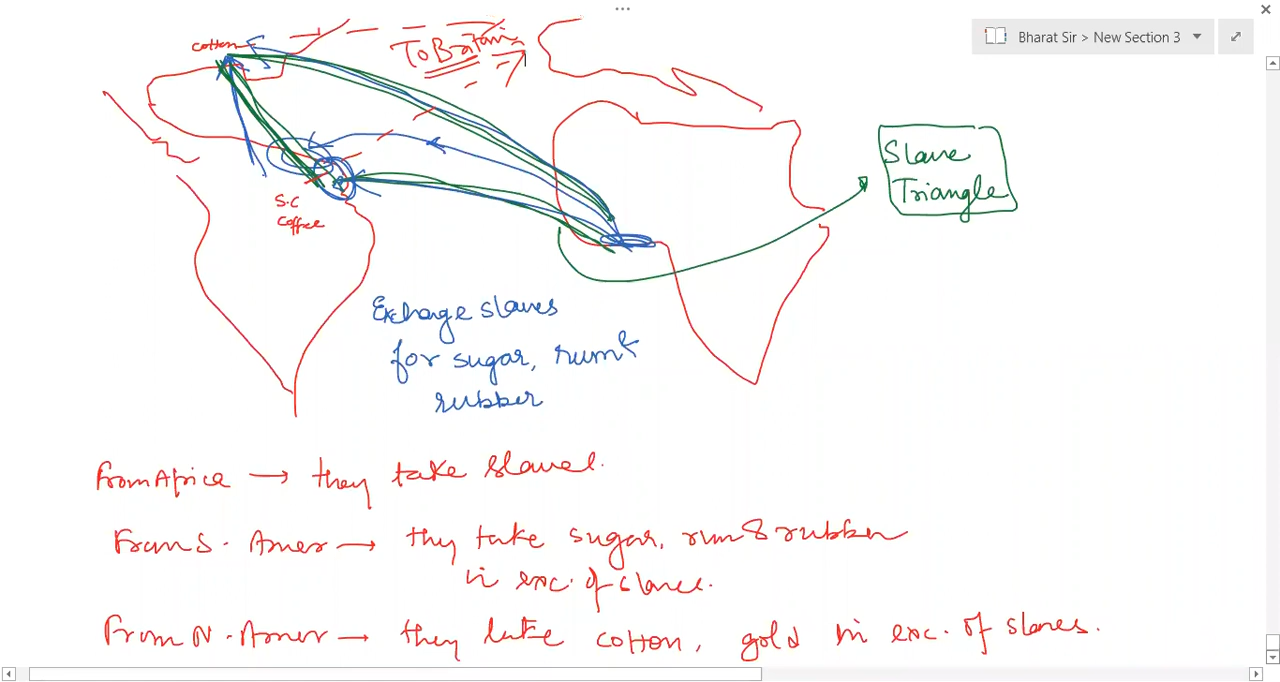 Bharat Sir > New Section 3
Cotton
To Britain
Slave
Triangle
S.C
Coffee
Exchange slaves
for sugar, rum &
rubber
From Africa → they take slaves.
From S. Amer → they take sugar, rum & rubber
in exc. of slaves.
From N. Amer → they take cotton, gold in exc. of slaves.